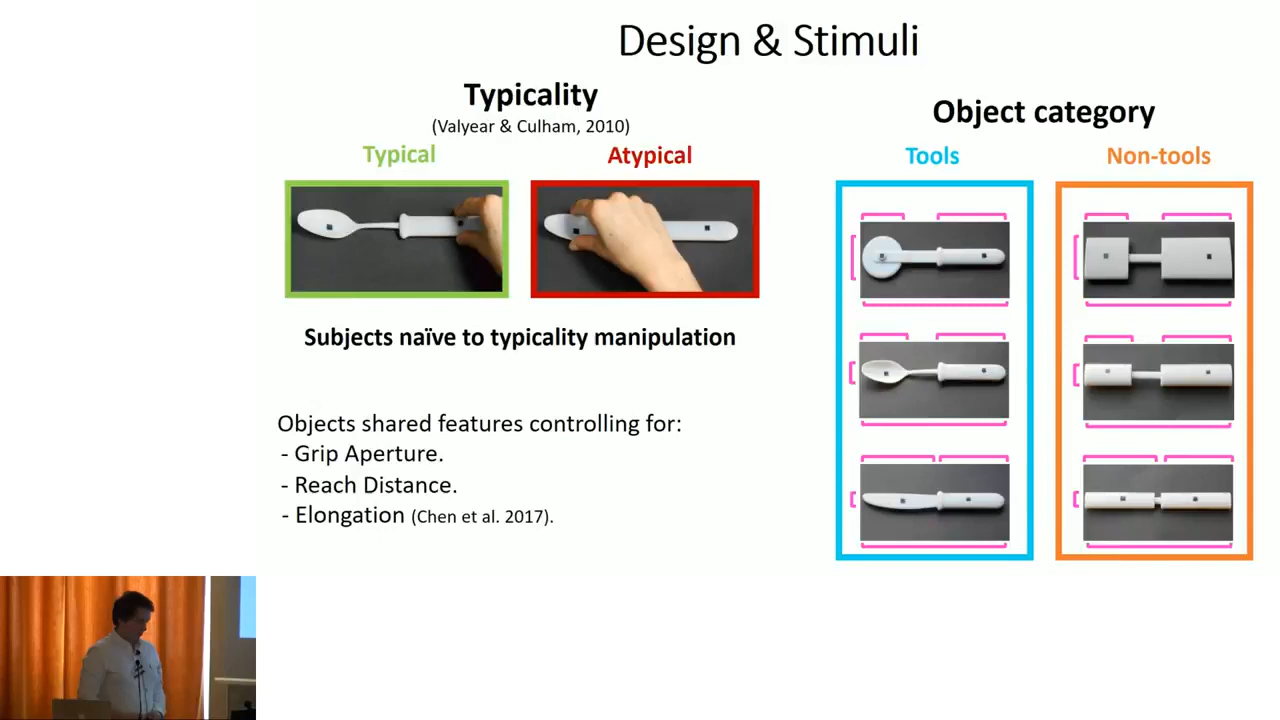 Design & Stimuli
Typicality
(Valyear & Culham, 2010)
Typical
Atypical
Subjects naïve to typicality manipulation
Objects shared features controlling for:
- Grip Aperture.
- Reach Distance.
- Elongation (Chen et al. 2017).
Object category
Tools
Non-tools